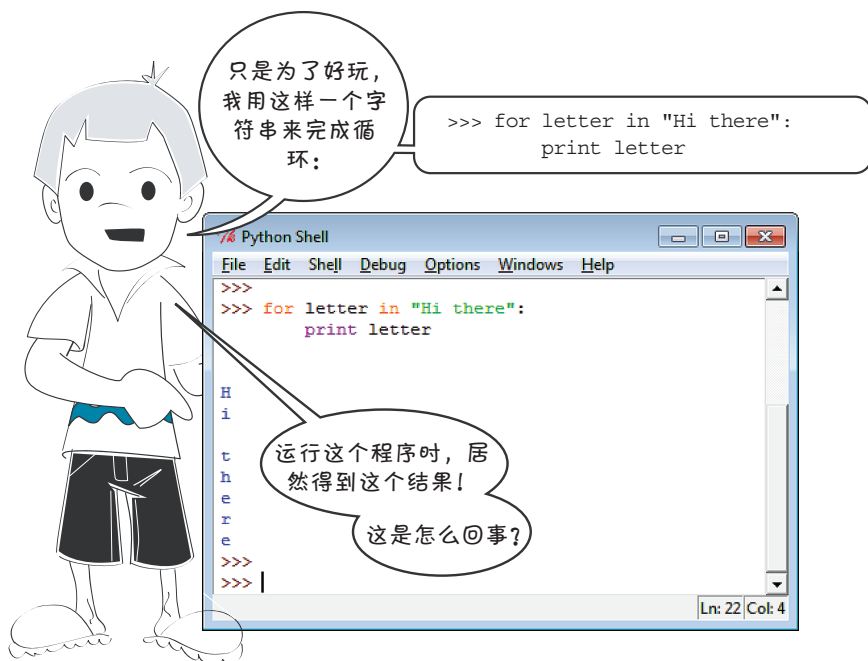 只是为了好玩，
我用这样一个字
符串来完成循
环：
>>> for letter in "Hi there":
        print letter
Python Shell
File Edit Shell Debug Options Windows Help
>>>
>>> for letter in "Hi there":
        print letter
H
i
t
h
e
r
e
>>>
>>>
运行这个程序时，居
然得到这个结果！
这是怎么回事？
Ln: 22 Col: 4